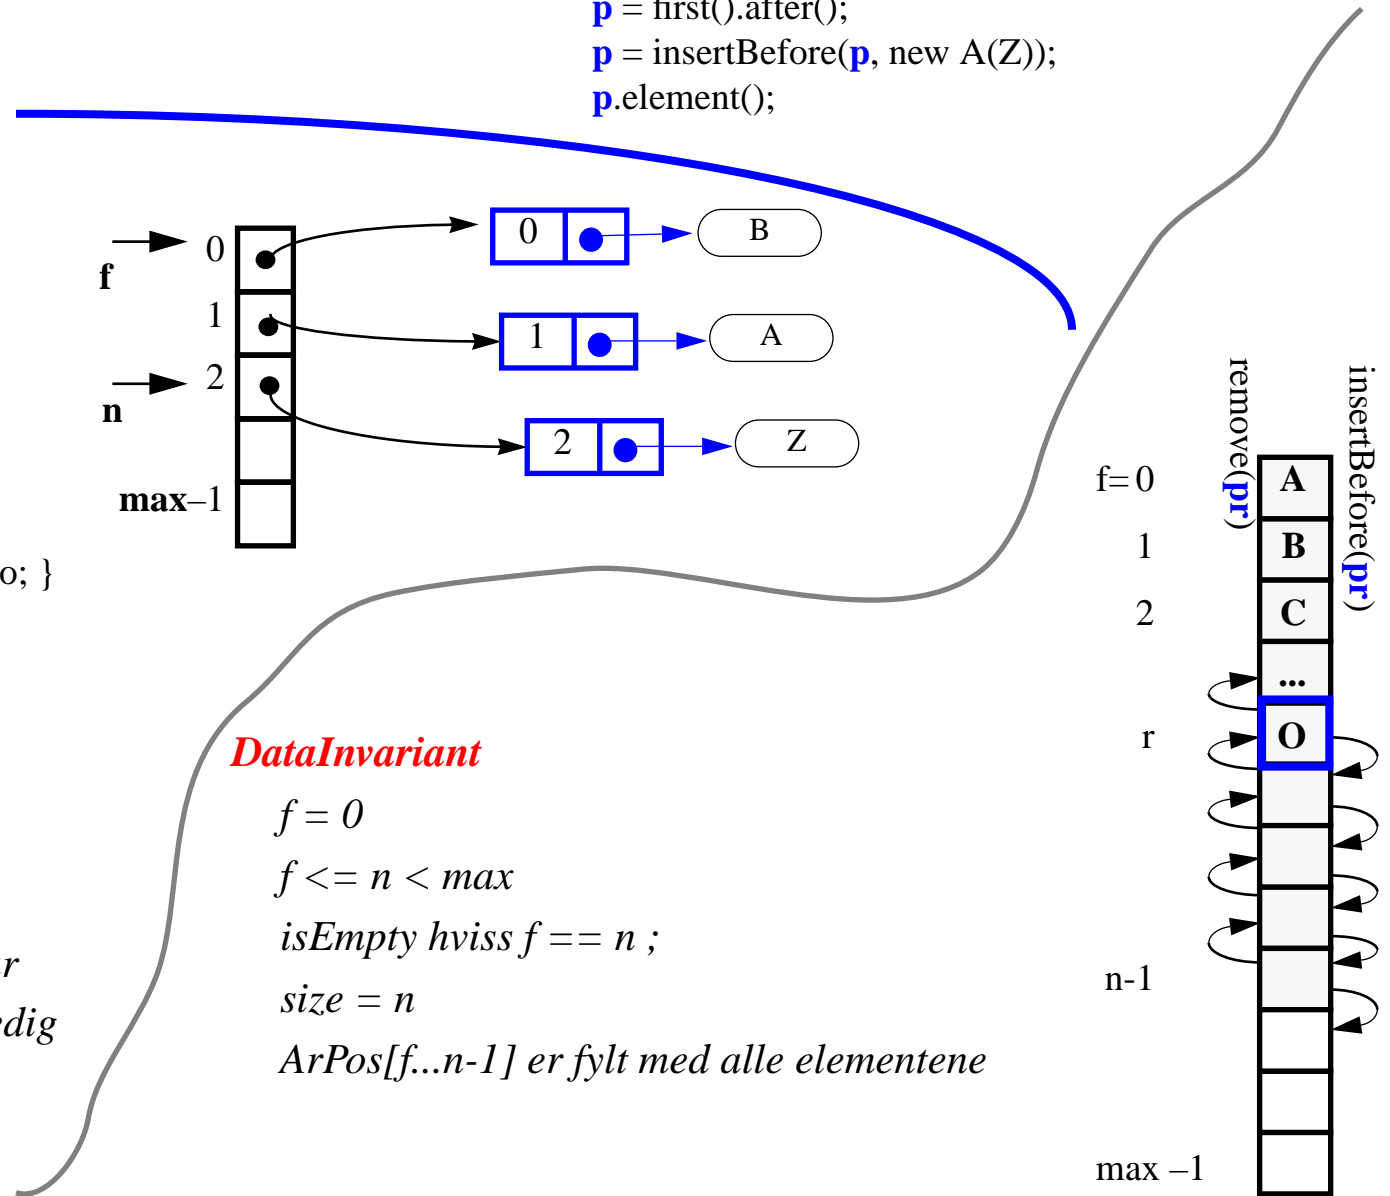 p = first().after();
p = insertBefore(p, new A(Z));
p.element();
f
0
1
2
n
max–1
0
B
1
A
2
Z
o; }
remove(pr)
insertBefore(pr)
f= 0
A
1
B
2
C
...
r
O
n-1
max –1
DataInvariant
f = 0
f <= n < max
isEmpty hviss f == n ;
size = n
ArPos[f...n-1] er fylt med alle elementene
r
edig